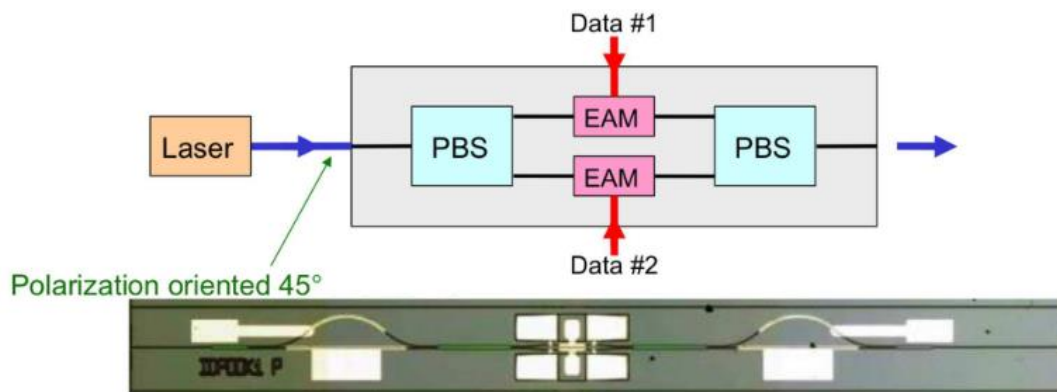 Data #1
EAM
Laser
PBS
PBS
EAM
Data #2
Polarization oriented 45°